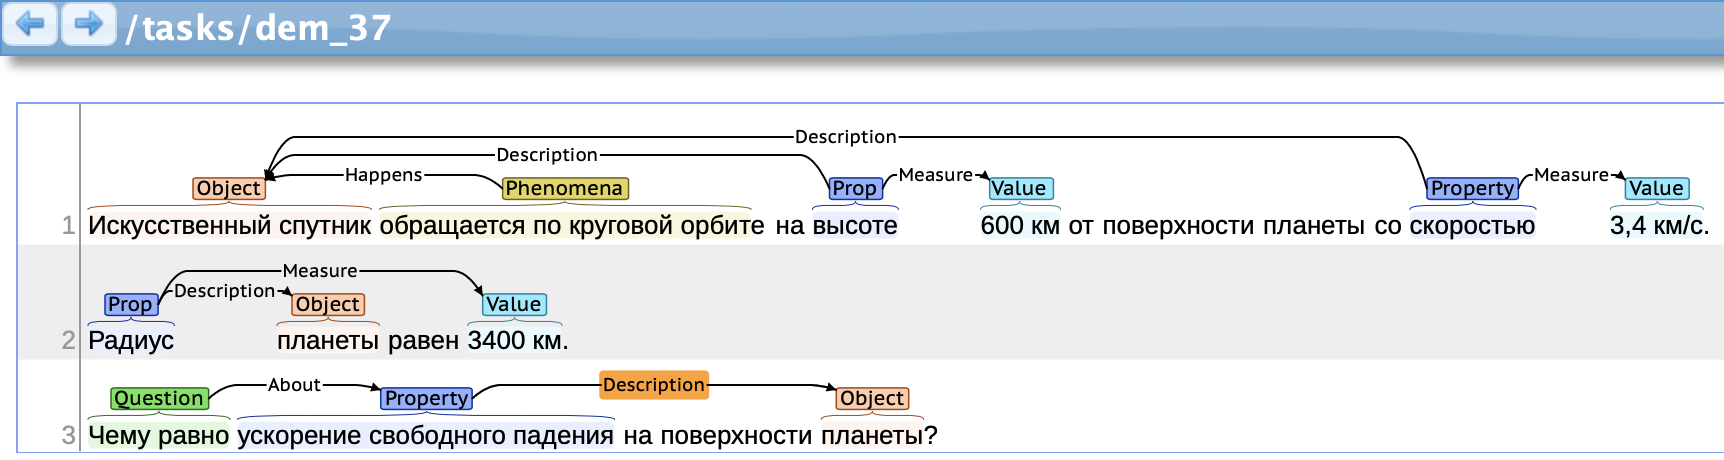 /tasks/dem_37
Description
Description
Happens
Measure
Measure
Object
Phenomena
Prop
Value
Property
Value
1 Искусственный спутник обращается по круговой орбите на высоте 600 км от поверхности планеты со скоростью 3,4 км/с.
Measure
Description
Prop
Object
Value
2 Радиус планеты равен 3400 км.
About
Description
Question
Property
Object
3 Чему равно ускорение свободного падения на поверхности планеты?